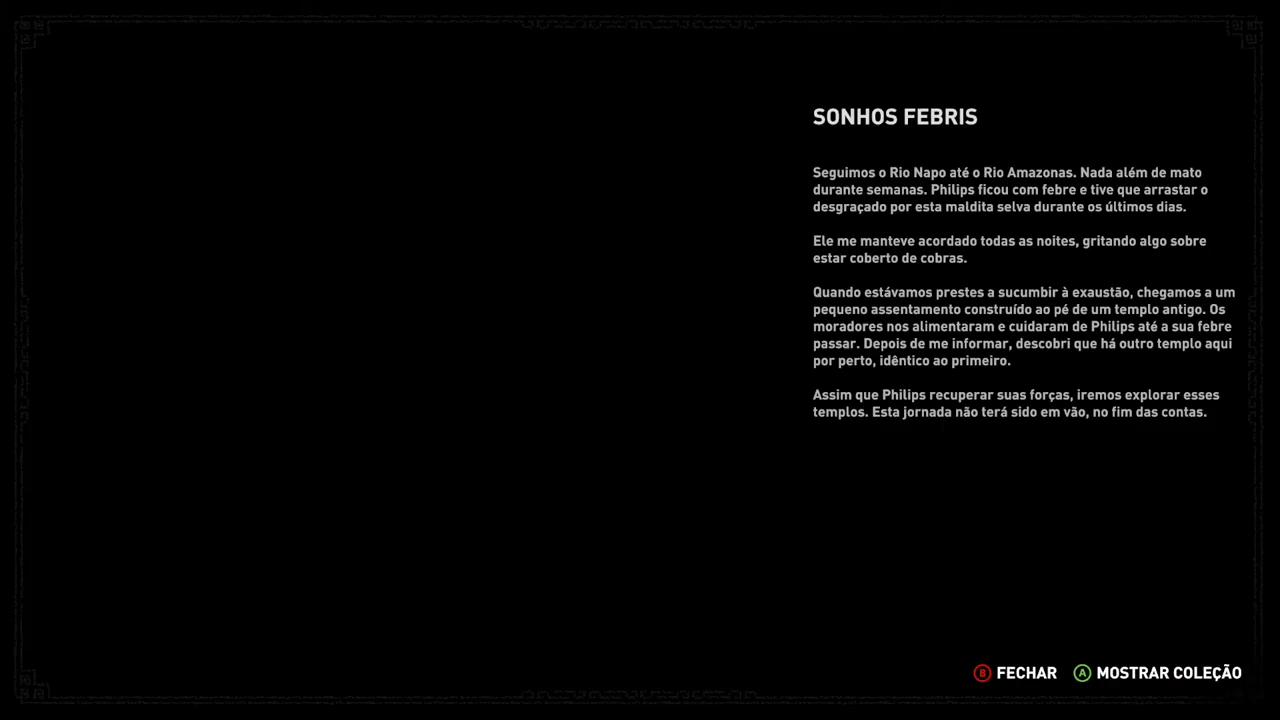 SONHOS FEBRIS
Seguimos o Rio Napo até o Rio Amazonas. Nada além de mato
durante semanas. Philips ficou com febre e tive que arrastar o
desgraçado por esta maldita selva durante os últimos dias.
Ele me manteve acordado todas as noites, gritando algo sobre
estar coberto de cobras.
Quando estávamos prestes a sucumbir à exaustão, chegamos a um
pequeno assentamento construído ao pé de um templo antigo. Os
moradores nos alimentaram e cuidaram de Philips até a sua febre
passar. Depois de me informar, descobri que há outro templo aqui
por perto, idêntico ao primeiro.
Assim que Philips recuperar suas forças, iremos explorar esses
templos. Esta jornada não terá sido em vão, no fim das contas.
B FECHAR A MOSTRAR COLEÇÃO